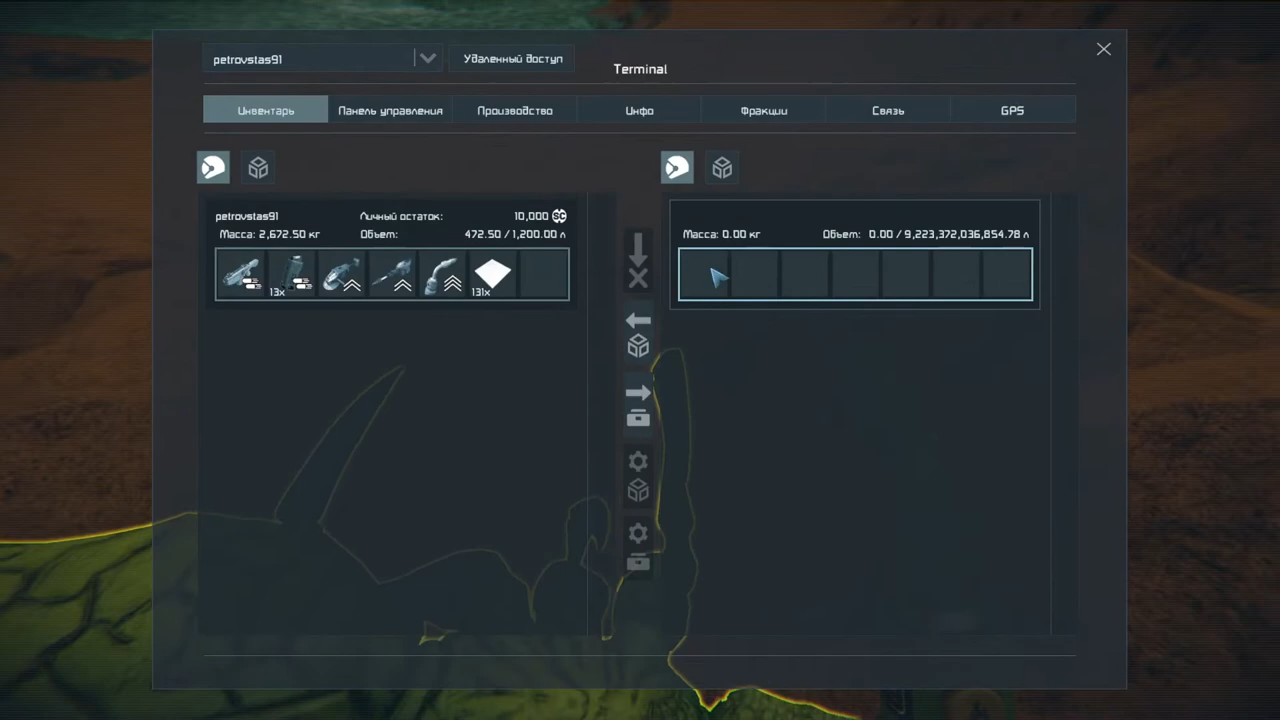 petrovstas91
Удаленный доступ
Terminal
Инвентарь
Панель управления
Производство
Инфо
Фракции
Связь
GPS
petrovstas91 Личный остаток: 10,000 SC
Масса: 2,672.50 кг Объем: 472.50 / 1,200.00 л
13x
131x
Масса: 0.00 кг Объем: 0.00 / 9,223,372,036,854.78 л